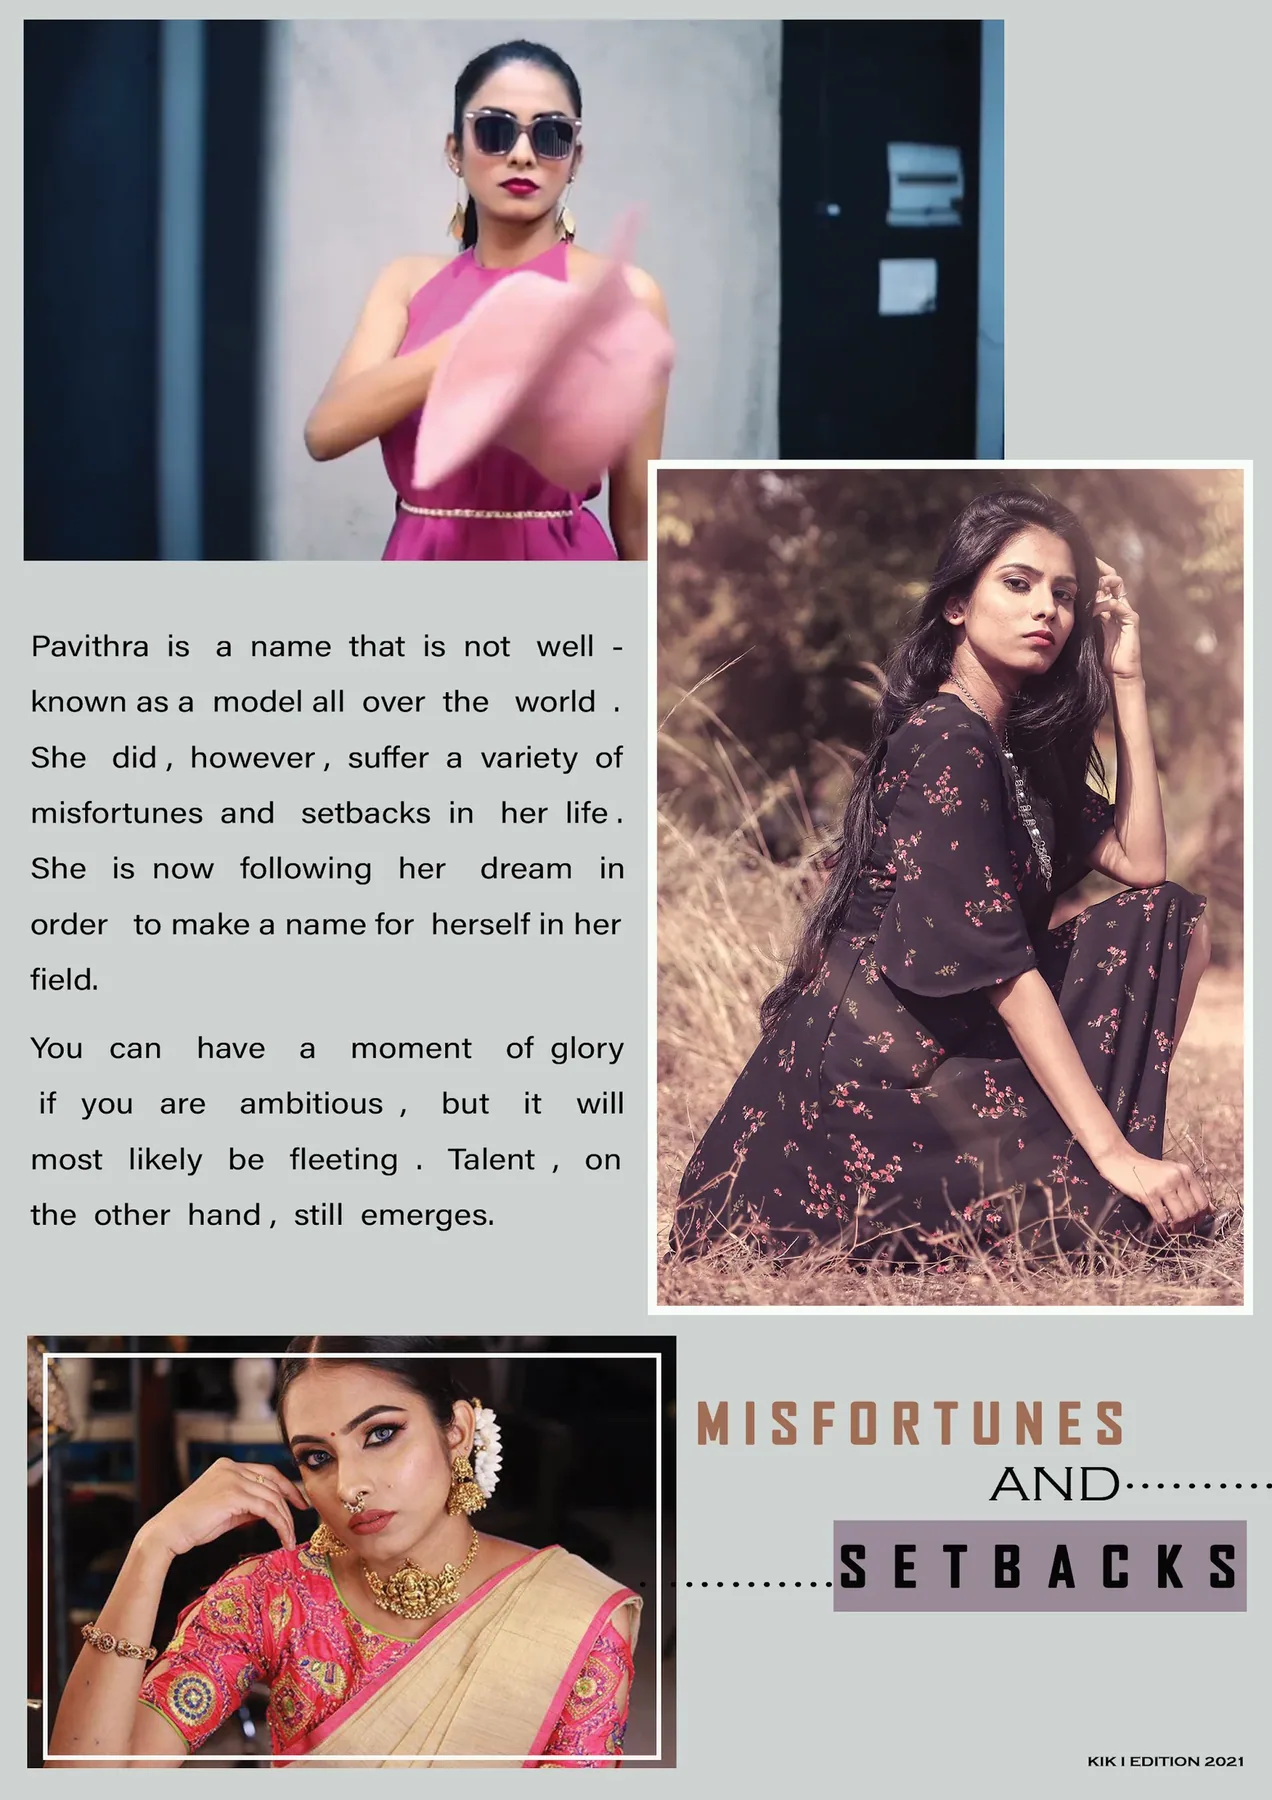 Pavithra is a name that is not well -
known as a model all over the world .
She did , however , suffer a variety of
misfortunes and setbacks in her life .
She is now following her dream in
order to make a name for herself in her
field.
You can have a moment of glory
if you are ambitious , but it will
most likely be fleeting . Talent , on
the other hand , still emerges.
MISFORTUNES
AND
SETBACKS
KIK I EDITION 2021